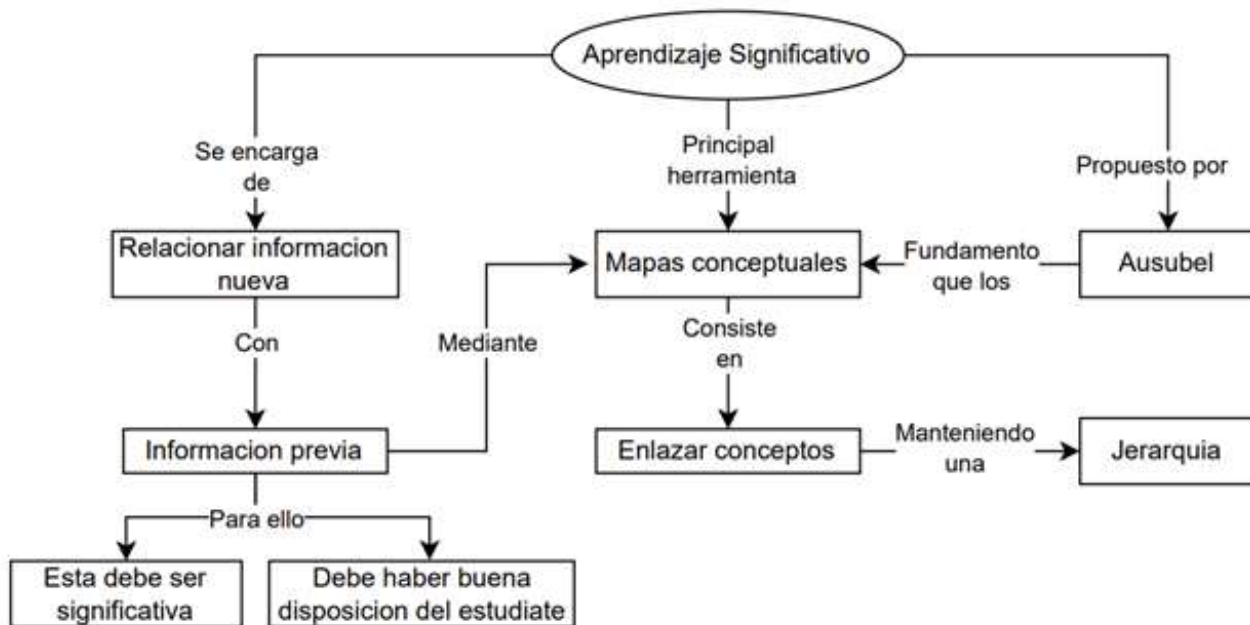 Aprendizaje Significativo
Se encarga
de
Principal
herramienta
Propuesto por
Relacionar informacion
nueva
Mapas conceptuales
Fundamento
que los
Ausubel
Con
Mediante
Consiste
en
Informacion previa
Enlazar conceptos
Manteniendo
una
Jerarquia
Para ello
Esta debe ser
significativa
Debe haber buena
disposicion del estudiate